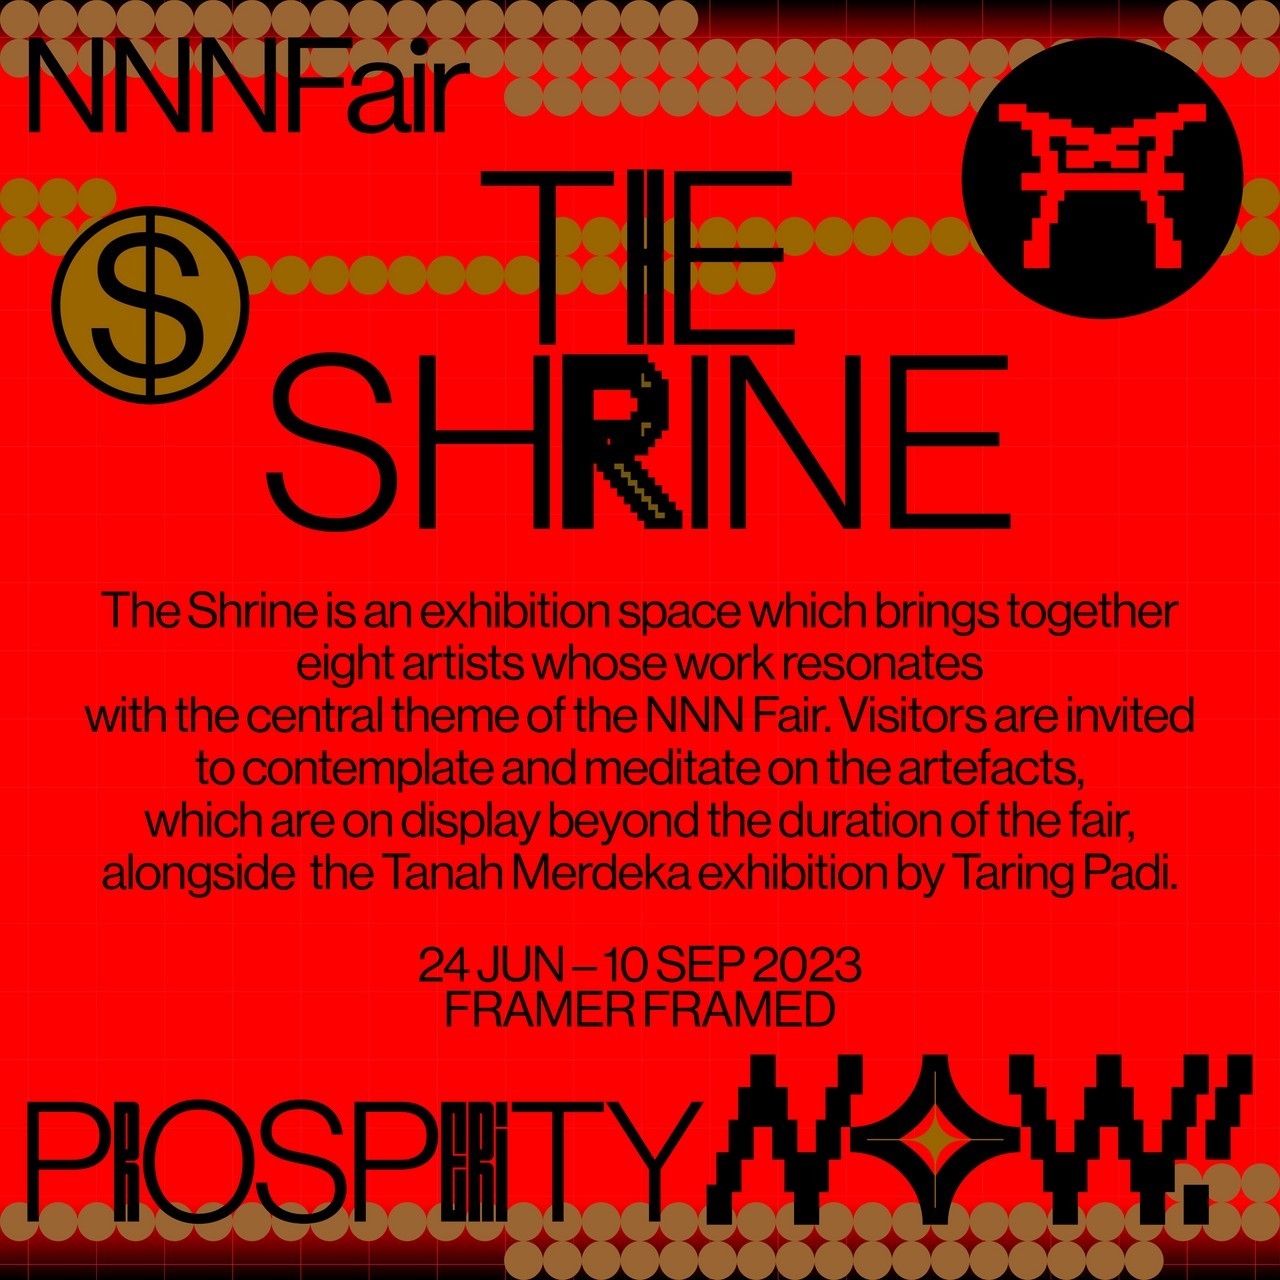 NNNFair
$
THE
SHRINE
The Shrine is an exhibition space which brings together
eight artists whose work resonates
with the central theme of the NNN Fair. Visitors are invited
to contemplate and meditate on the artefacts,
which are on display beyond the duration of the fair,
alongside the Tanah Merdeka exhibition by Taring Padi.
24 JUN – 10 SEP 2023
FRAMER FRAMED
PROSPERITY NOW!